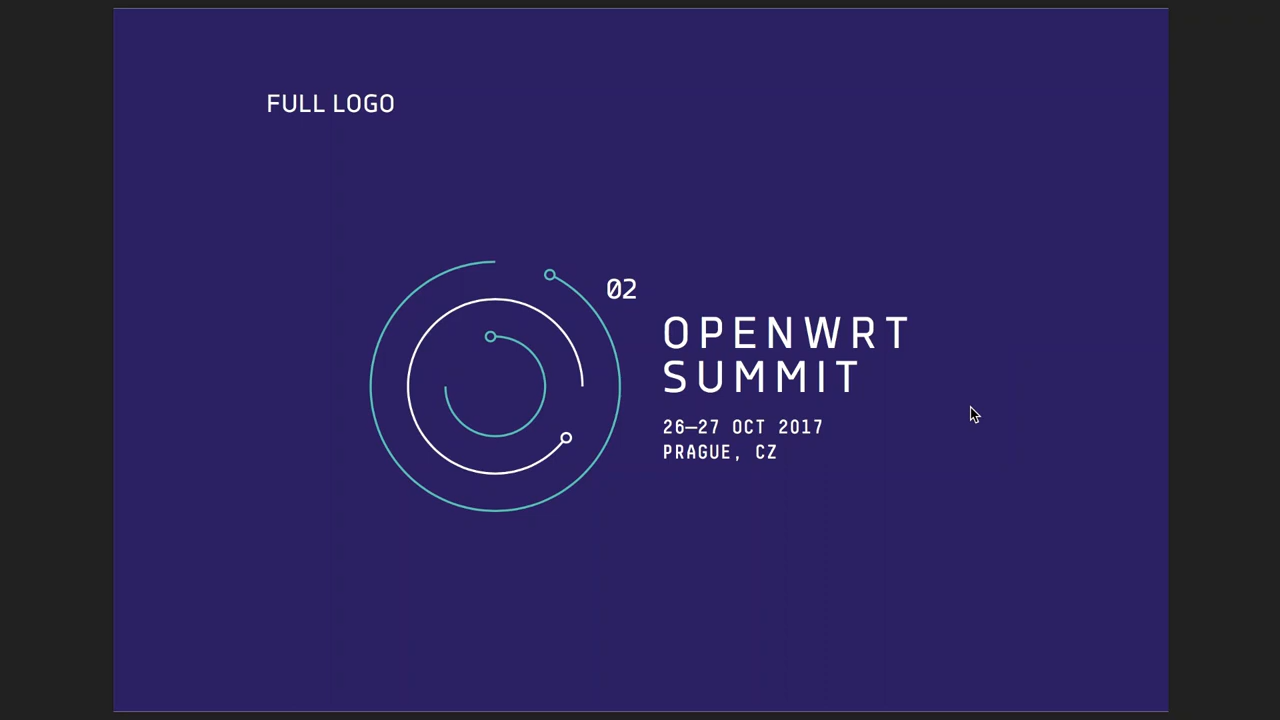 FULL LOGO
02
OPENWRT
SUMMIT
26–27 OCT 2017
PRAGUE, CZ